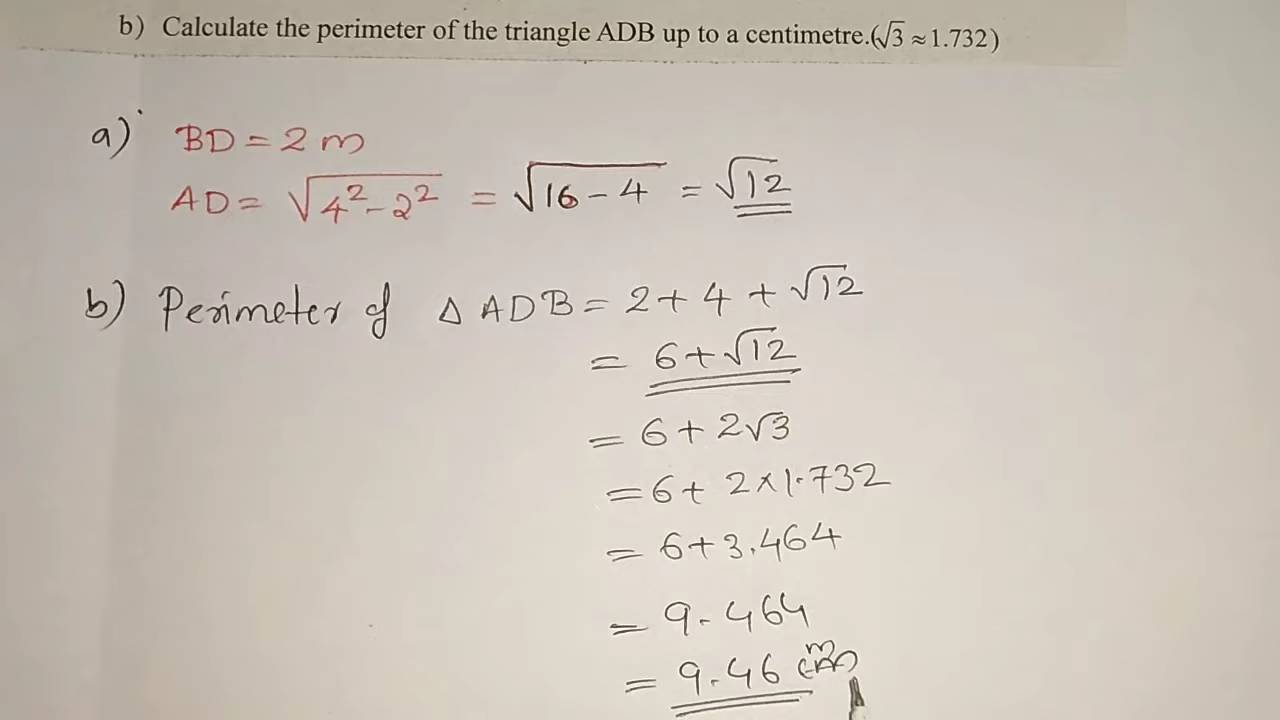 b) Calculate the perimeter of the triangle ADB up to a centimetre.(√3 ≈ 1.732)
a) BD = 2 m
AD = √4²-2² = √16-4 = √12
b) Perimeter of △ ADB = 2 + 4 + √12
= 6+√12
= 6 + 2√3
= 6 + 2×1.732
= 6+3.464
= 9.464
= 9.46 m